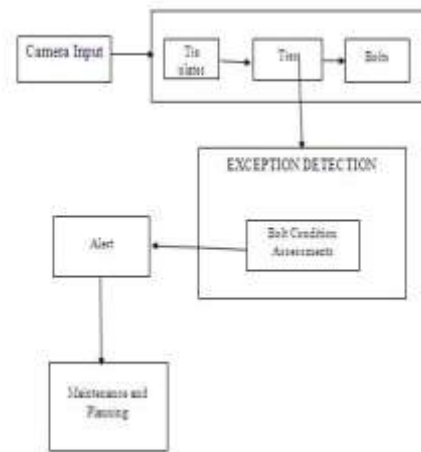 Camera Input
Tie
plates
Ties
Bolts
EXCEPTION DETECTION
Bolt Condition
Assessments
Alert
Maintenance and
Planning